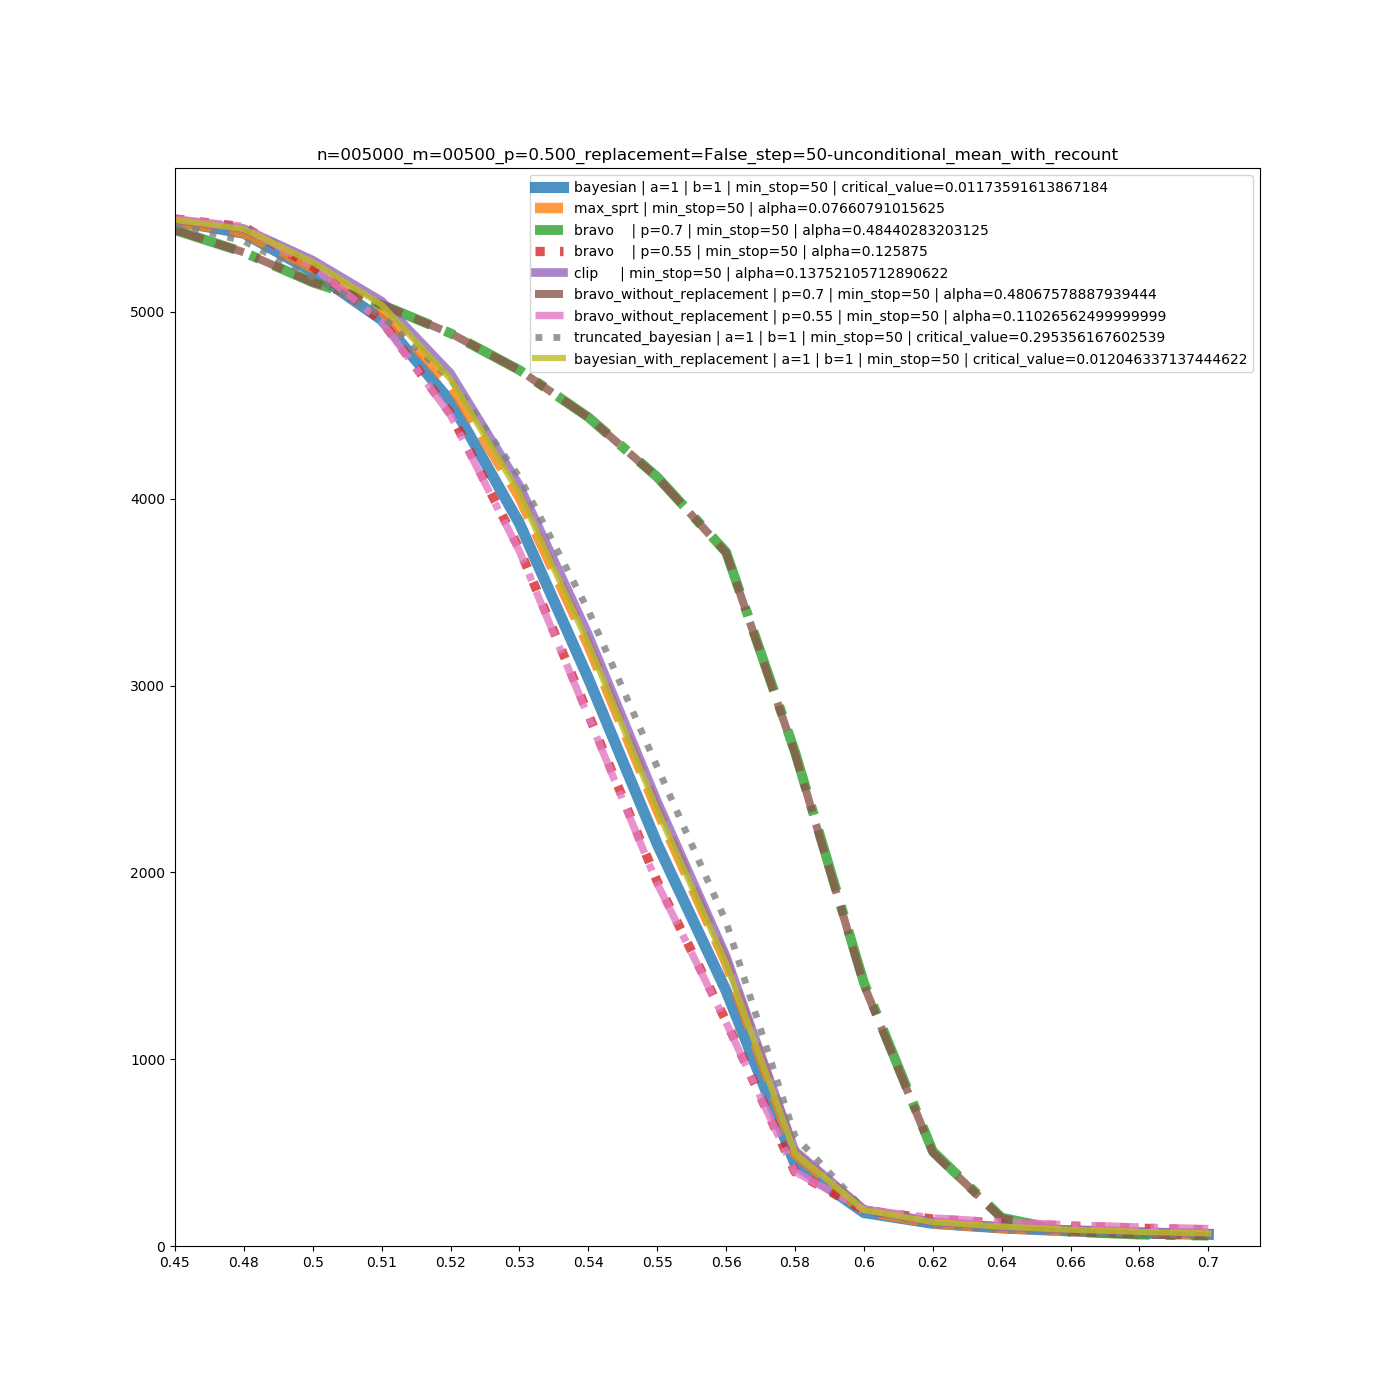 n=005000_m=00500_p=0.500_replacement=False_step=50-unconditional_mean_with_recount
bayesian | a=1 | b=1 | min_stop=50 | critical_value=0.01173591613867184
max_sprt | min_stop=50 | alpha=0.07660791015625
bravo    | p=0.7 | min_stop=50 | alpha=0.48440283203125
bravo    | p=0.55 | min_stop=50 | alpha=0.125875
clip     | min_stop=50 | alpha=0.13752105712890622
bravo_without_replacement | p=0.7 | min_stop=50 | alpha=0.48067578887939444
bravo_without_replacement | p=0.55 | min_stop=50 | alpha=0.11026562499999999
truncated_bayesian | a=1 | b=1 | min_stop=50 | critical_value=0.295356167602539
bayesian_with_replacement | a=1 | b=1 | min_stop=50 | critical_value=0.012046337137444622
5000
4000
3000
2000
1000
0
0.45 0.48 0.5 0.51 0.52 0.53 0.54 0.55 0.56 0.58 0.6 0.62 0.64 0.66 0.68 0.7